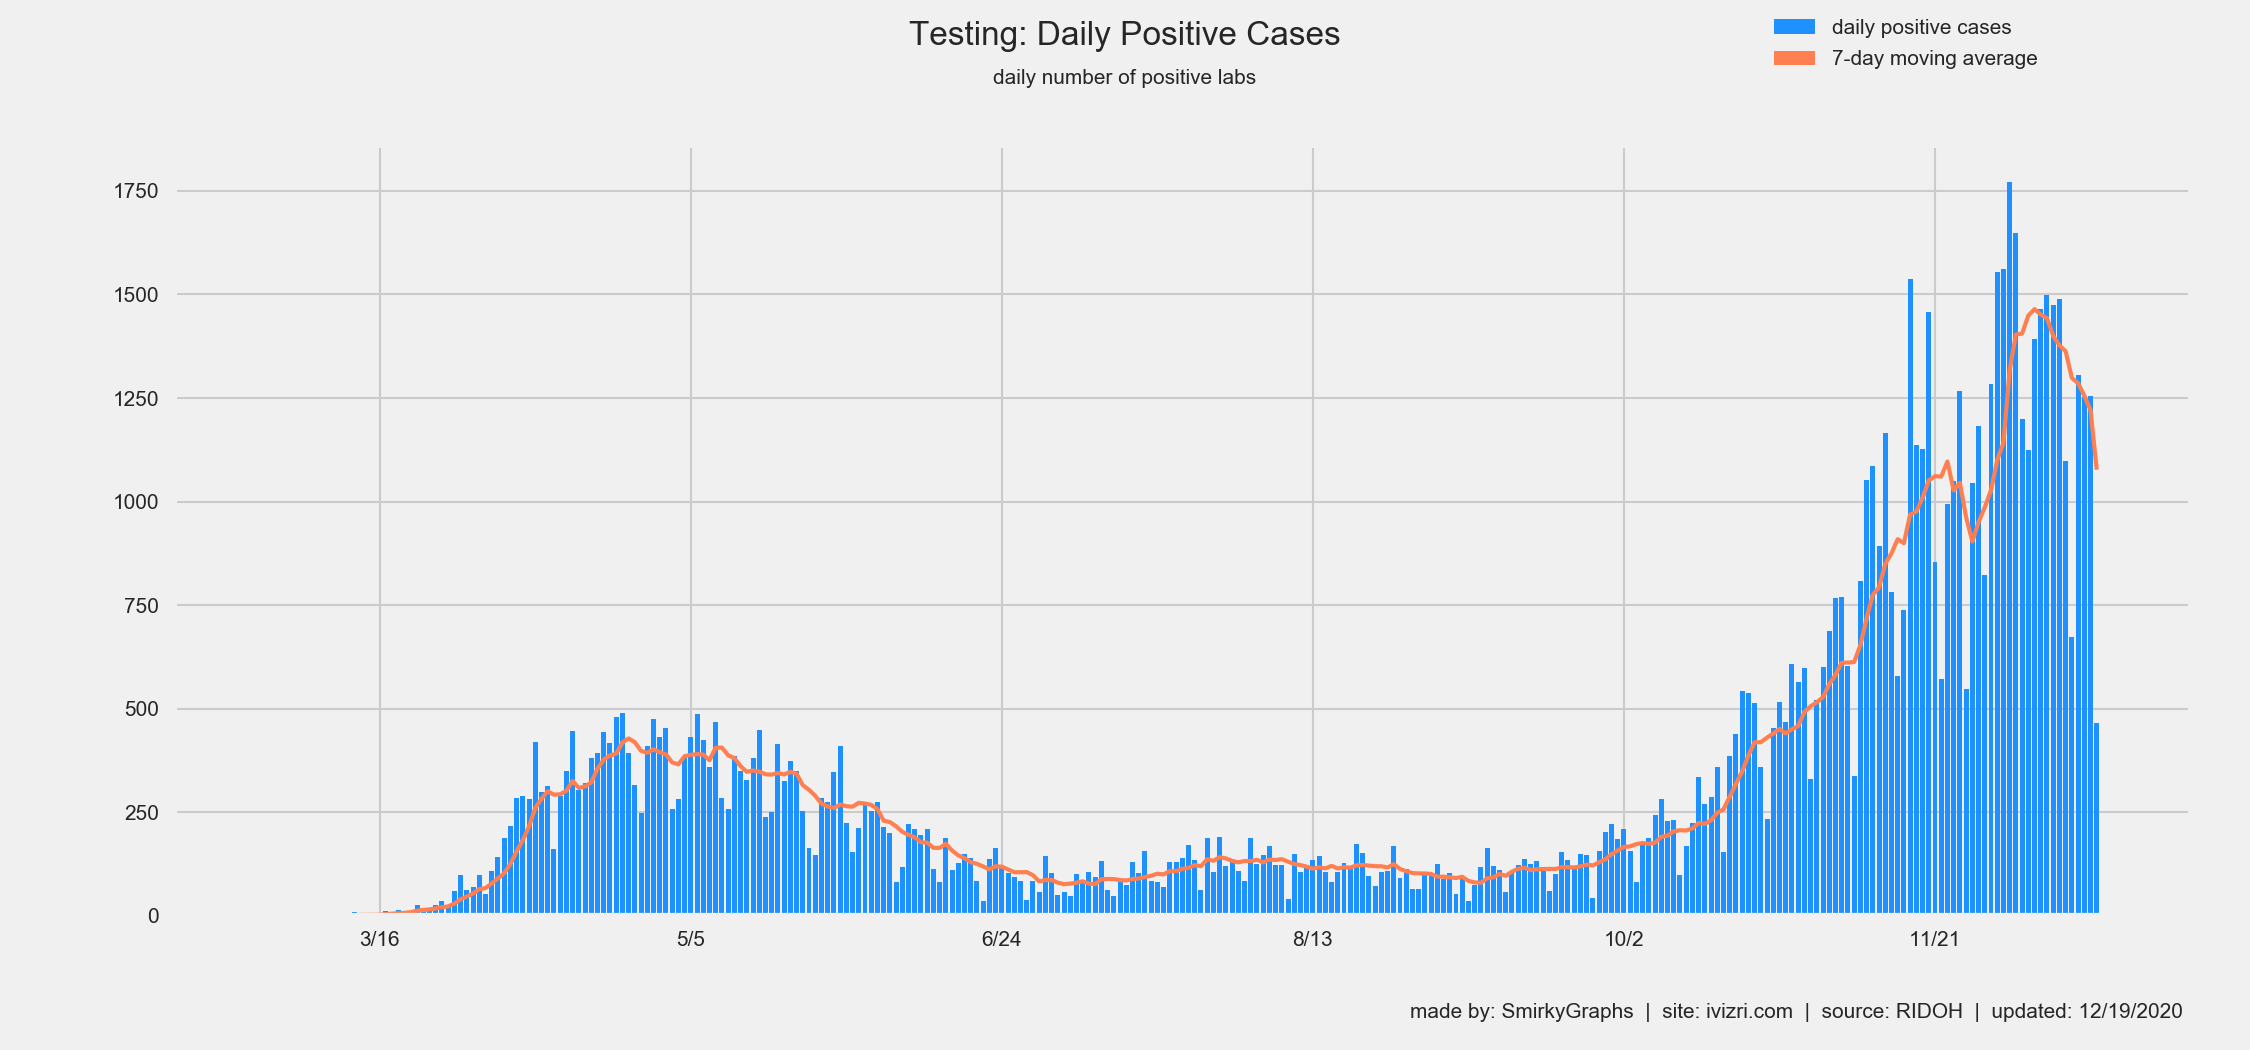 Testing: Daily Positive Cases
daily number of positive labs
daily positive cases
7-day moving average
1750
1500
1250
1000
750
500
250
0
3/16 5/5 6/24 8/13 10/2 11/21
made by: SmirkyGraphs | site: ivizri.com | source: RIDOH | updated: 12/19/2020